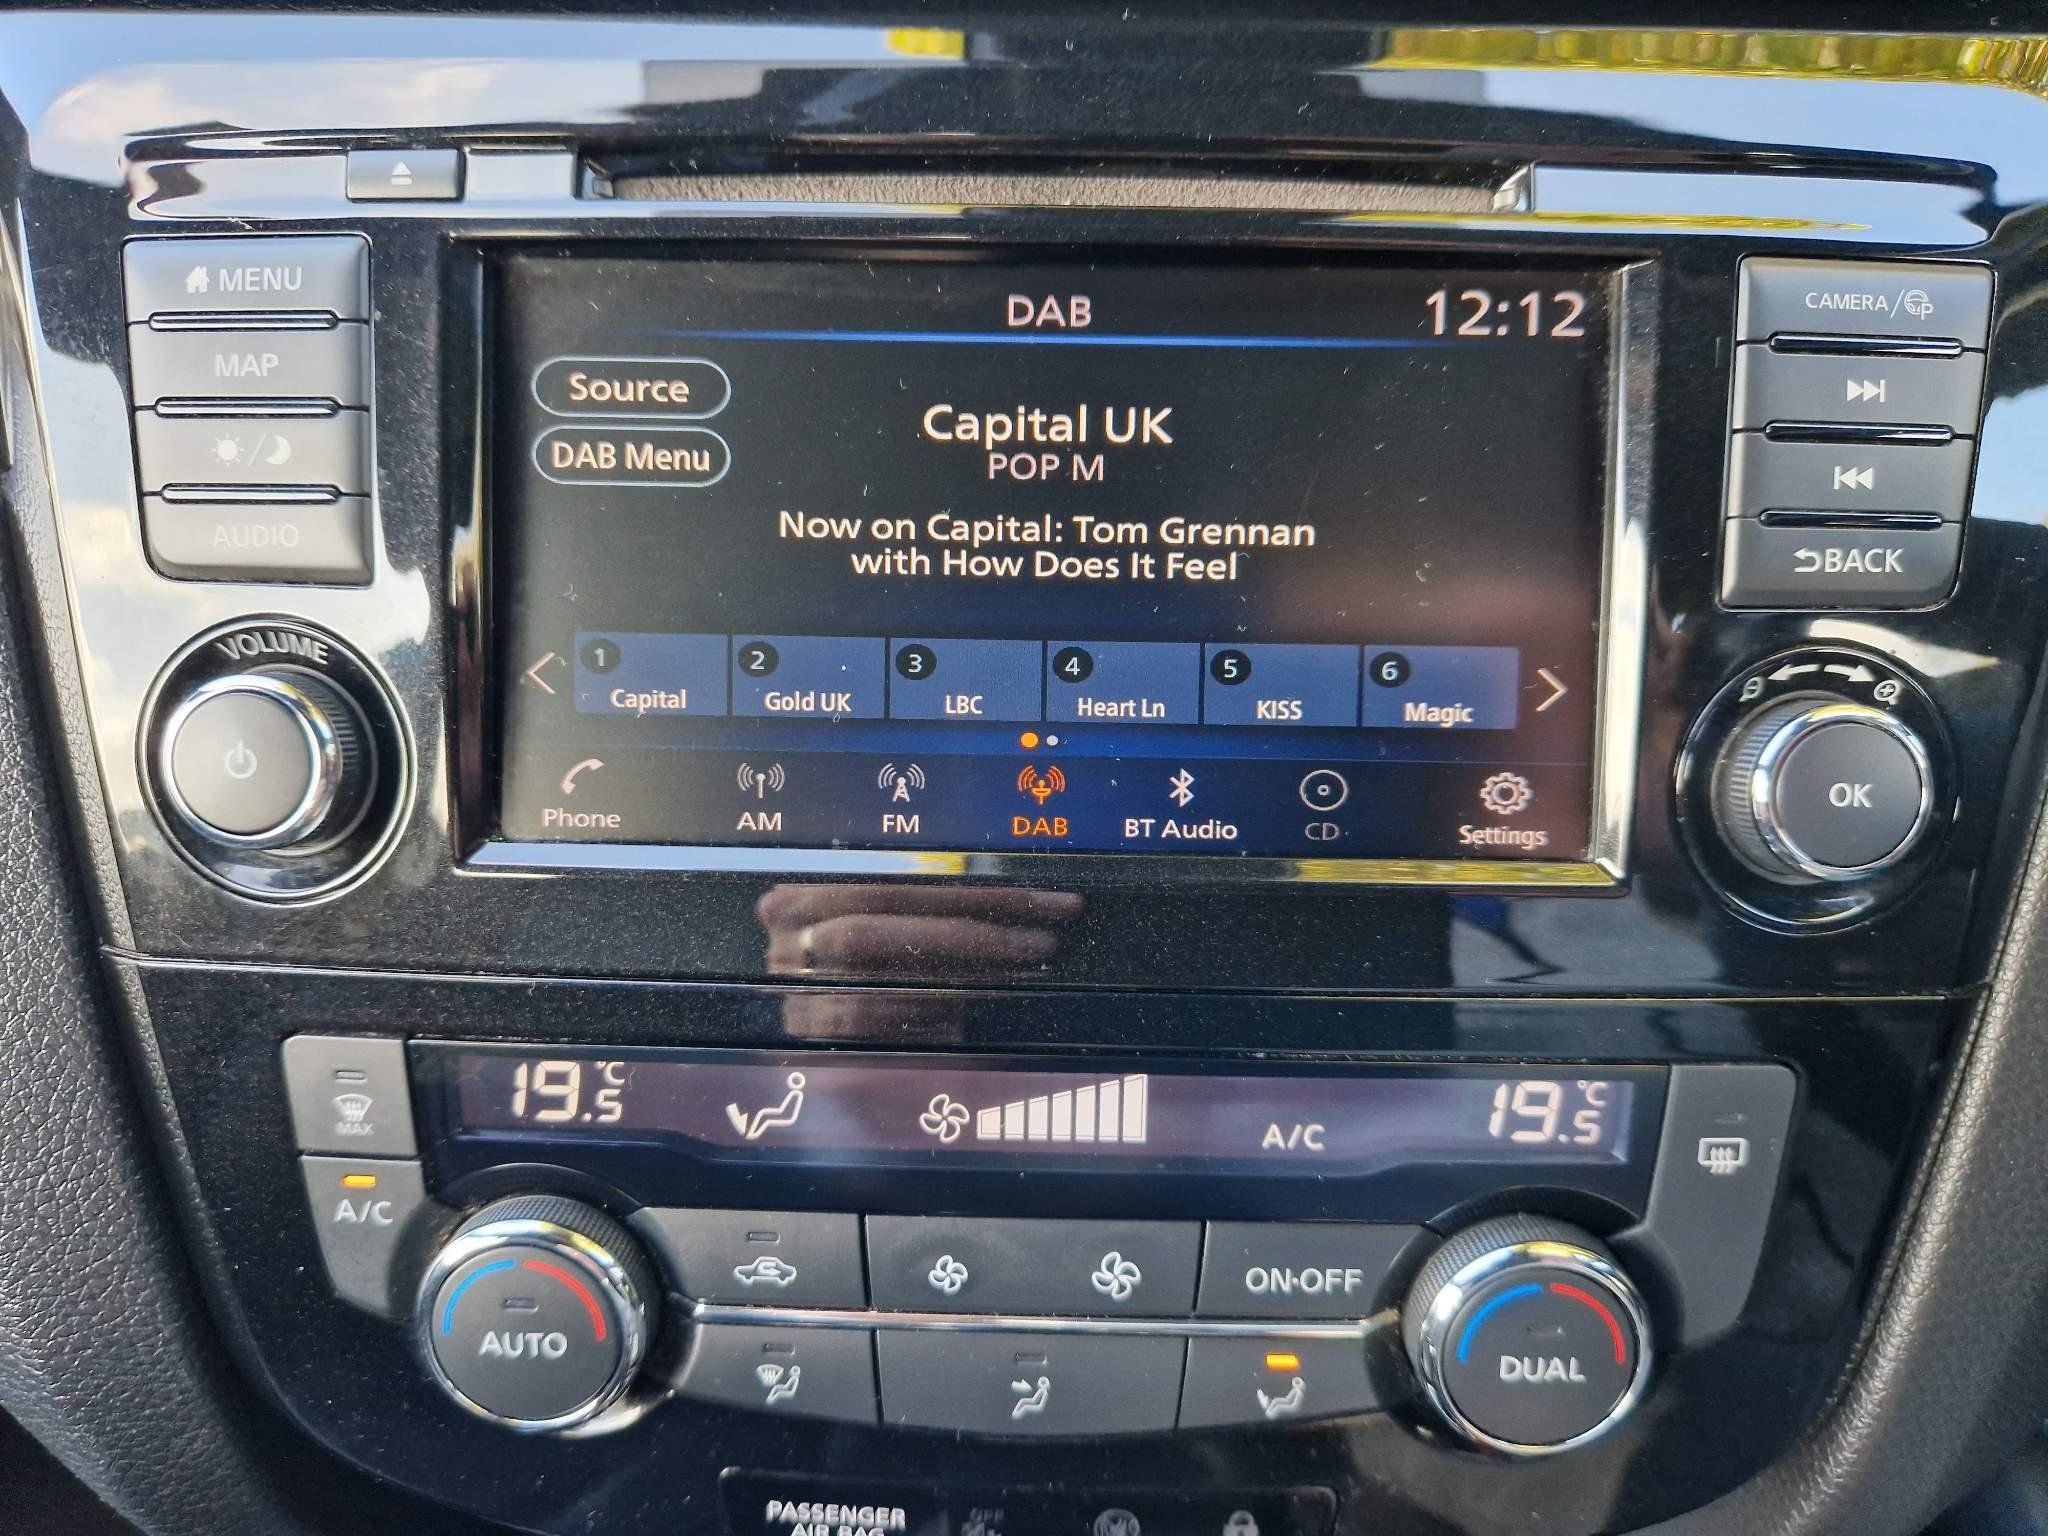 MENU
MAP
AUDIO
VOLUME
CAMERA/P
BACK
OK
DAB
12:12
Source
DAB Menu
Capital UK
POP M
Now on Capital: Tom Grennan
with How Does It Feel
1 2 3 4 5 6
Capital Gold UK LBC Heart Ln KISS Magic
Phone AM FM DAB BT Audio CD Settings
19.5°C A/C 19.5°C
MAX
A/C
AUTO
ON·OFF
DUAL
PASSENGER
AIR BAG
OFF